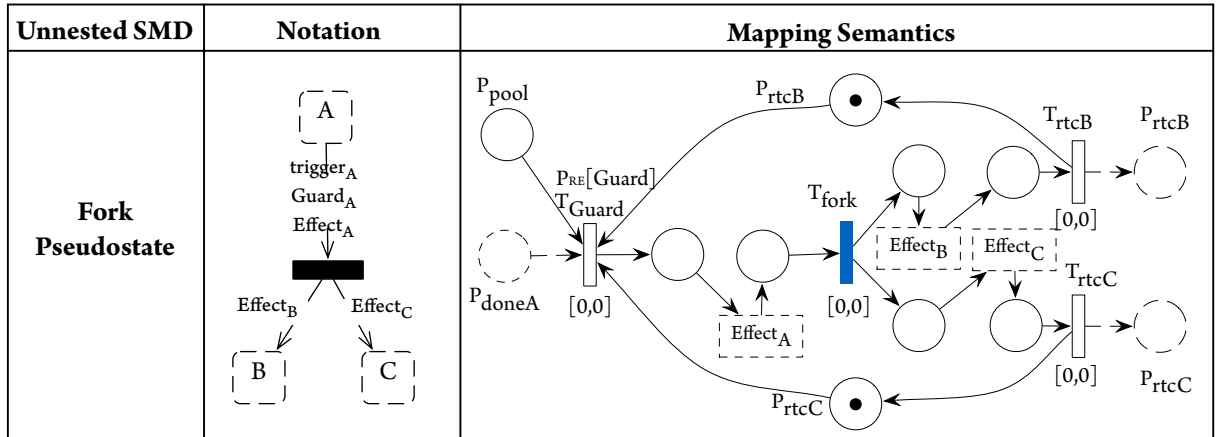 Unnested SMD
Notation
Mapping Semantics
Fork
Pseudostate
A
trigger_A
Guard_A
Effect_A
Effect_B
Effect_C
B
C
P_pool
P_rtcB
T_rtcB
P_rtcB
PRE[Guard]
T_Guard
T_fork
Effect_B
Effect_C
[0,0]
T_rtcC
P_doneA
[0,0]
Effect_A
[0,0]
[0,0]
P_rtcC
P_rtcC